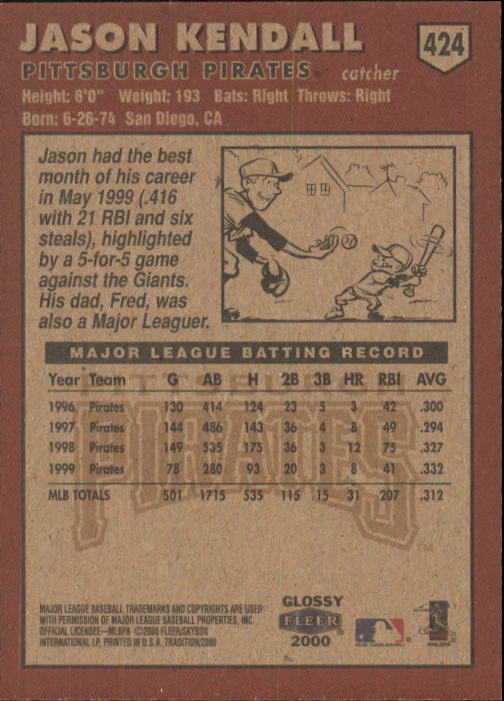 JASON KENDALL
424
PITTSBURGH PIRATES catcher
Height: 6'0" Weight: 193 Bats: Right Throws: Right
Born: 6-26-74 San Diego, CA
Jason had the best
month of his career
in May 1999 (.416
with 21 RBI and six
steals), highlighted
by a 5-for-5 game
against the Giants.
His dad, Fred, was
also a Major Leaguer.
MAJOR LEAGUE BATTING RECORD
Year Team G AB H 2B 3B HR RBI AVG
1996 Pirates 130 414 124 23 5 3 42 .300
1997 Pirates 144 486 143 36 4 8 49 .294
1998 Pirates 149 535 175 36 3 12 75 .327
1999 Pirates 78 280 93 20 3 8 41 .332
MLB TOTALS 501 1715 535 115 15 31 207 .312
PITTSBURGH
PIRATES
TM
MAJOR LEAGUE BASEBALL TRADEMARKS AND COPYRIGHTS ARE USED
WITH PERMISSION OF MAJOR LEAGUE BASEBALL PROPERTIES, INC.
OFFICIAL LICENSEE—MLBPA ©2000 FLEER/SKYBOX
INTERNATIONAL LP, PRINTED IN U.S.A. TRADITION/2000
GLOSSY
FLEER
2000